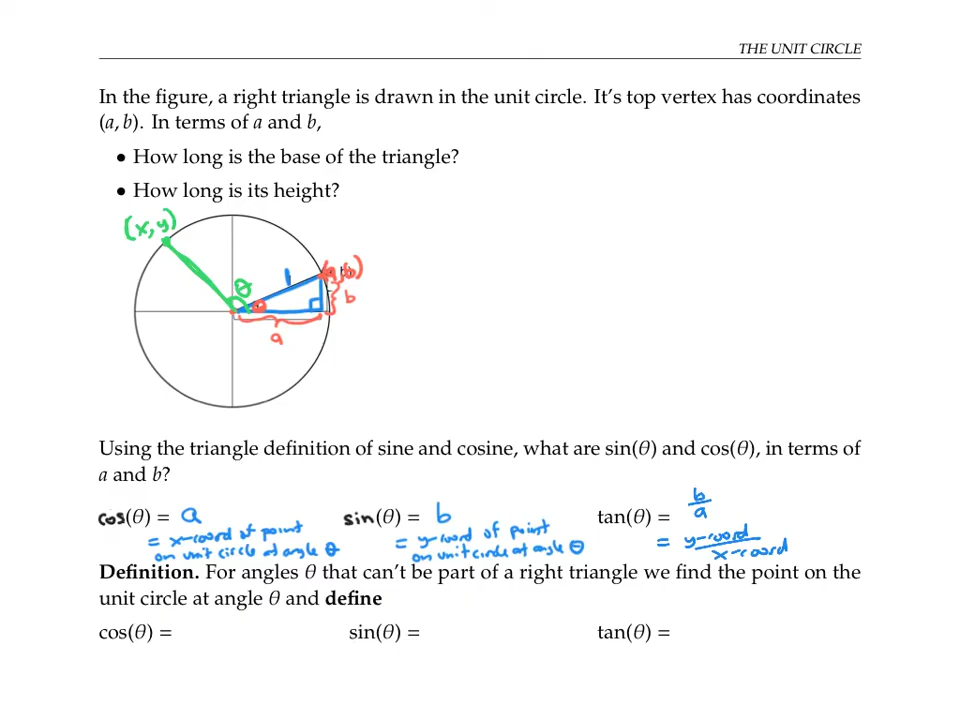 THE UNIT CIRCLE
In the figure, a right triangle is drawn in the unit circle. It's top vertex has coordinates
(a, b). In terms of a and b,
• How long is the base of the triangle?
• How long is its height?
(x, y)
θ
1
θ
(a, b)
b
a
Using the triangle definition of sine and cosine, what are sin(θ) and cos(θ), in terms of
a and b?
cos(θ) = a
= x-coord of point
on unit circle at angle θ
sin(θ) = b
= y-coord of point
on unit circle at angle θ
tan(θ) = b/a
= y-coord/x-coord
Definition. For angles θ that can't be part of a right triangle we find the point on the
unit circle at angle θ and define
cos(θ) = sin(θ) = tan(θ) =